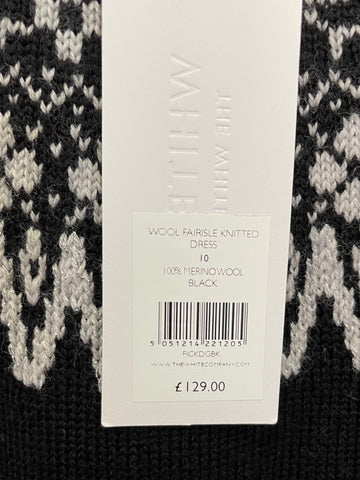 WHITE
THE WHITE
WOOL FAIRISLE KNITTED
DRESS
10
100% MERINO WOOL
BLACK
5 051214 221205
FICKDGBK
WWW.THEWHITECOMPANY.COM
£129.00